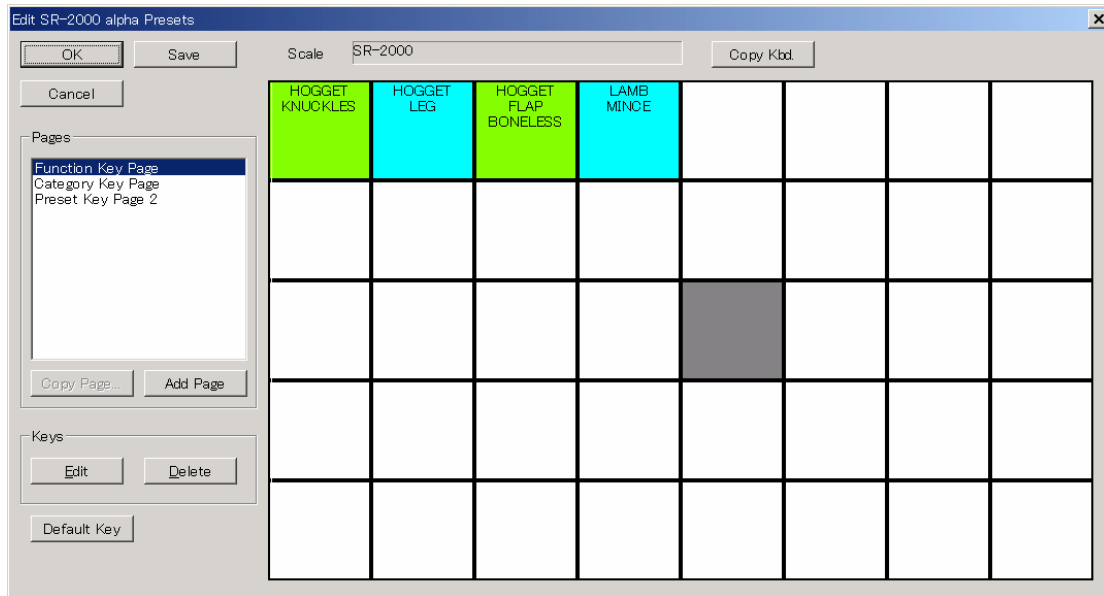 Edit SR-2000 alpha Presets
OK
Save
Scale
SR-2000
Copy Kbd.
Cancel
Pages
Function Key Page
Category Key Page
Preset Key Page 2
Copy Page...
Add Page
Keys
Edit
Delete
Default Key
HOGGET
KNUCKLES
HOGGET
LEG
HOGGET
FLAP
BONELESS
LAMB
MINCE